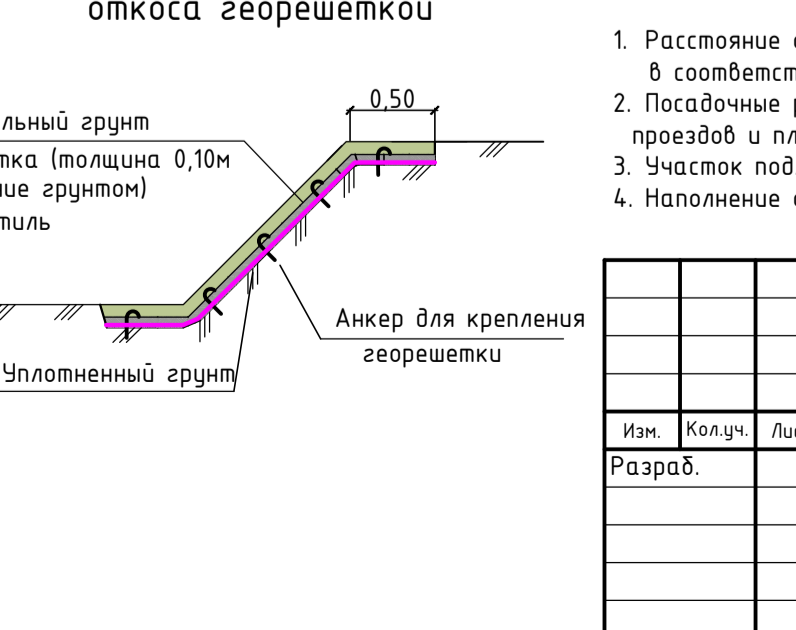 откоса георешеткой
0,50
льный грунт
тка (толщина 0,10м
ние грунтом)
тиль
Анкер для крепления
георешетки
Уплотненный грунт
1. Расстояние
в соответст
2. Посадочные
проездов и пл
3. Участок под
4. Наполнение
Изм. Кол.уч. Ли
Разраб.